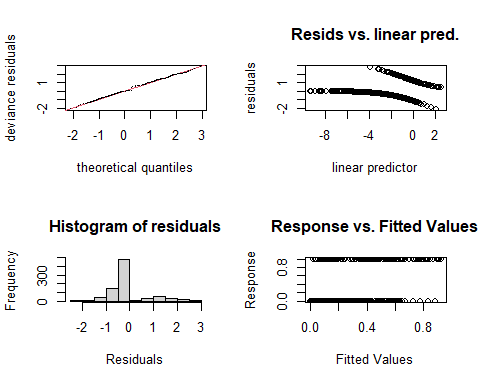 deviance residuals
1
-2
-2 -1 0 1 2 3
theoretical quantiles
Resids vs. linear pred.
residuals
1
-2
-8 -4 0 2
linear predictor
Histogram of residuals
Frequency
300
0
-2 -1 0 1 2 3
Residuals
Response vs. Fitted Values
Response
0.8
0.0
0.0 0.4 0.8
Fitted Values